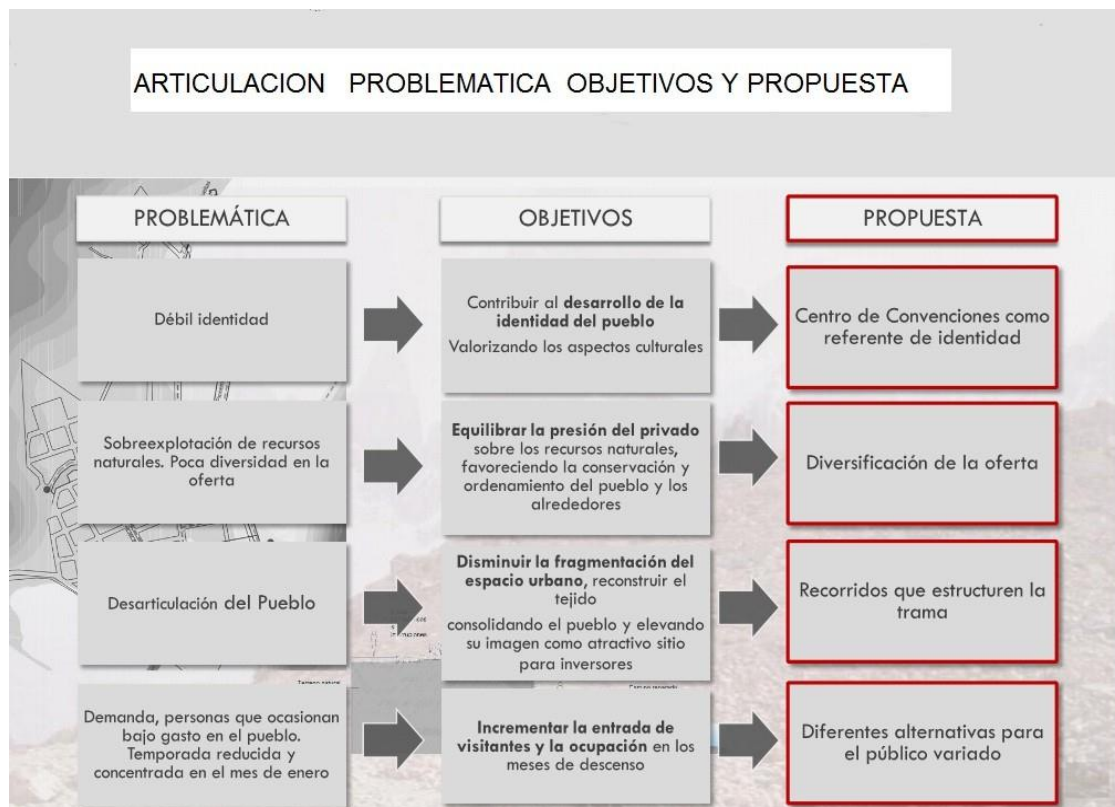 ARTICULACION PROBLEMATICA OBJETIVOS Y PROPUESTA
PROBLEMÁTICA
OBJETIVOS
PROPUESTA
Débil identidad
Contribuir al desarrollo de la
identidad del pueblo
Valorizando los aspectos culturales
Centro de Convenciones como
referente de identidad
Sobreexplotación de recursos
naturales. Poca diversidad en la
oferta
Equilibrar la presión del privado
sobre los recursos naturales,
favoreciendo la conservación y
ordenamiento del pueblo y los
alrededores
Diversificación de la oferta
Desarticulación del Pueblo
Disminuir la fragmentación del
espacio urbano, reconstruir el
tejido
consolidando el pueblo y elevando
su imagen como atractivo sitio
para inversores
Recorridos que estructuren la
trama
Demanda, personas que ocasionan
bajo gasto en el pueblo.
Temporada reducida y
concentrada en el mes de enero
Incrementar la entrada de
visitantes y la ocupación en los
meses de descenso
Diferentes alternativas para
el público variado